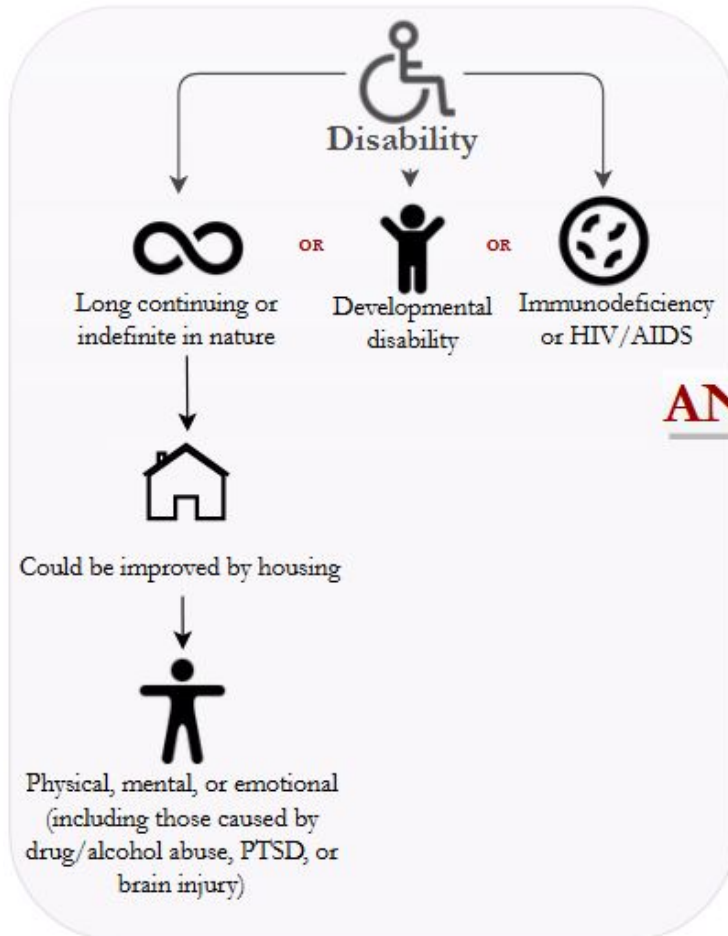 Disability
OR
OR
Long continuing or
indefinite in nature
Developmental
disability
Immunodeficiency
or HIV/AIDS
AN
Could be improved by housing
Physical, mental, or emotional
(including those caused by
drug/alcohol abuse, PTSD, or
brain injury)